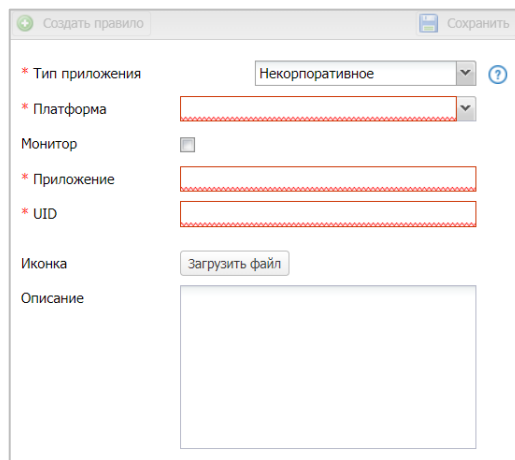 Создать правило Сохранить
* Тип приложения Некорпоративное ?
* Платформа
Монитор
* Приложение
* UID
Иконка Загрузить файл
Описание